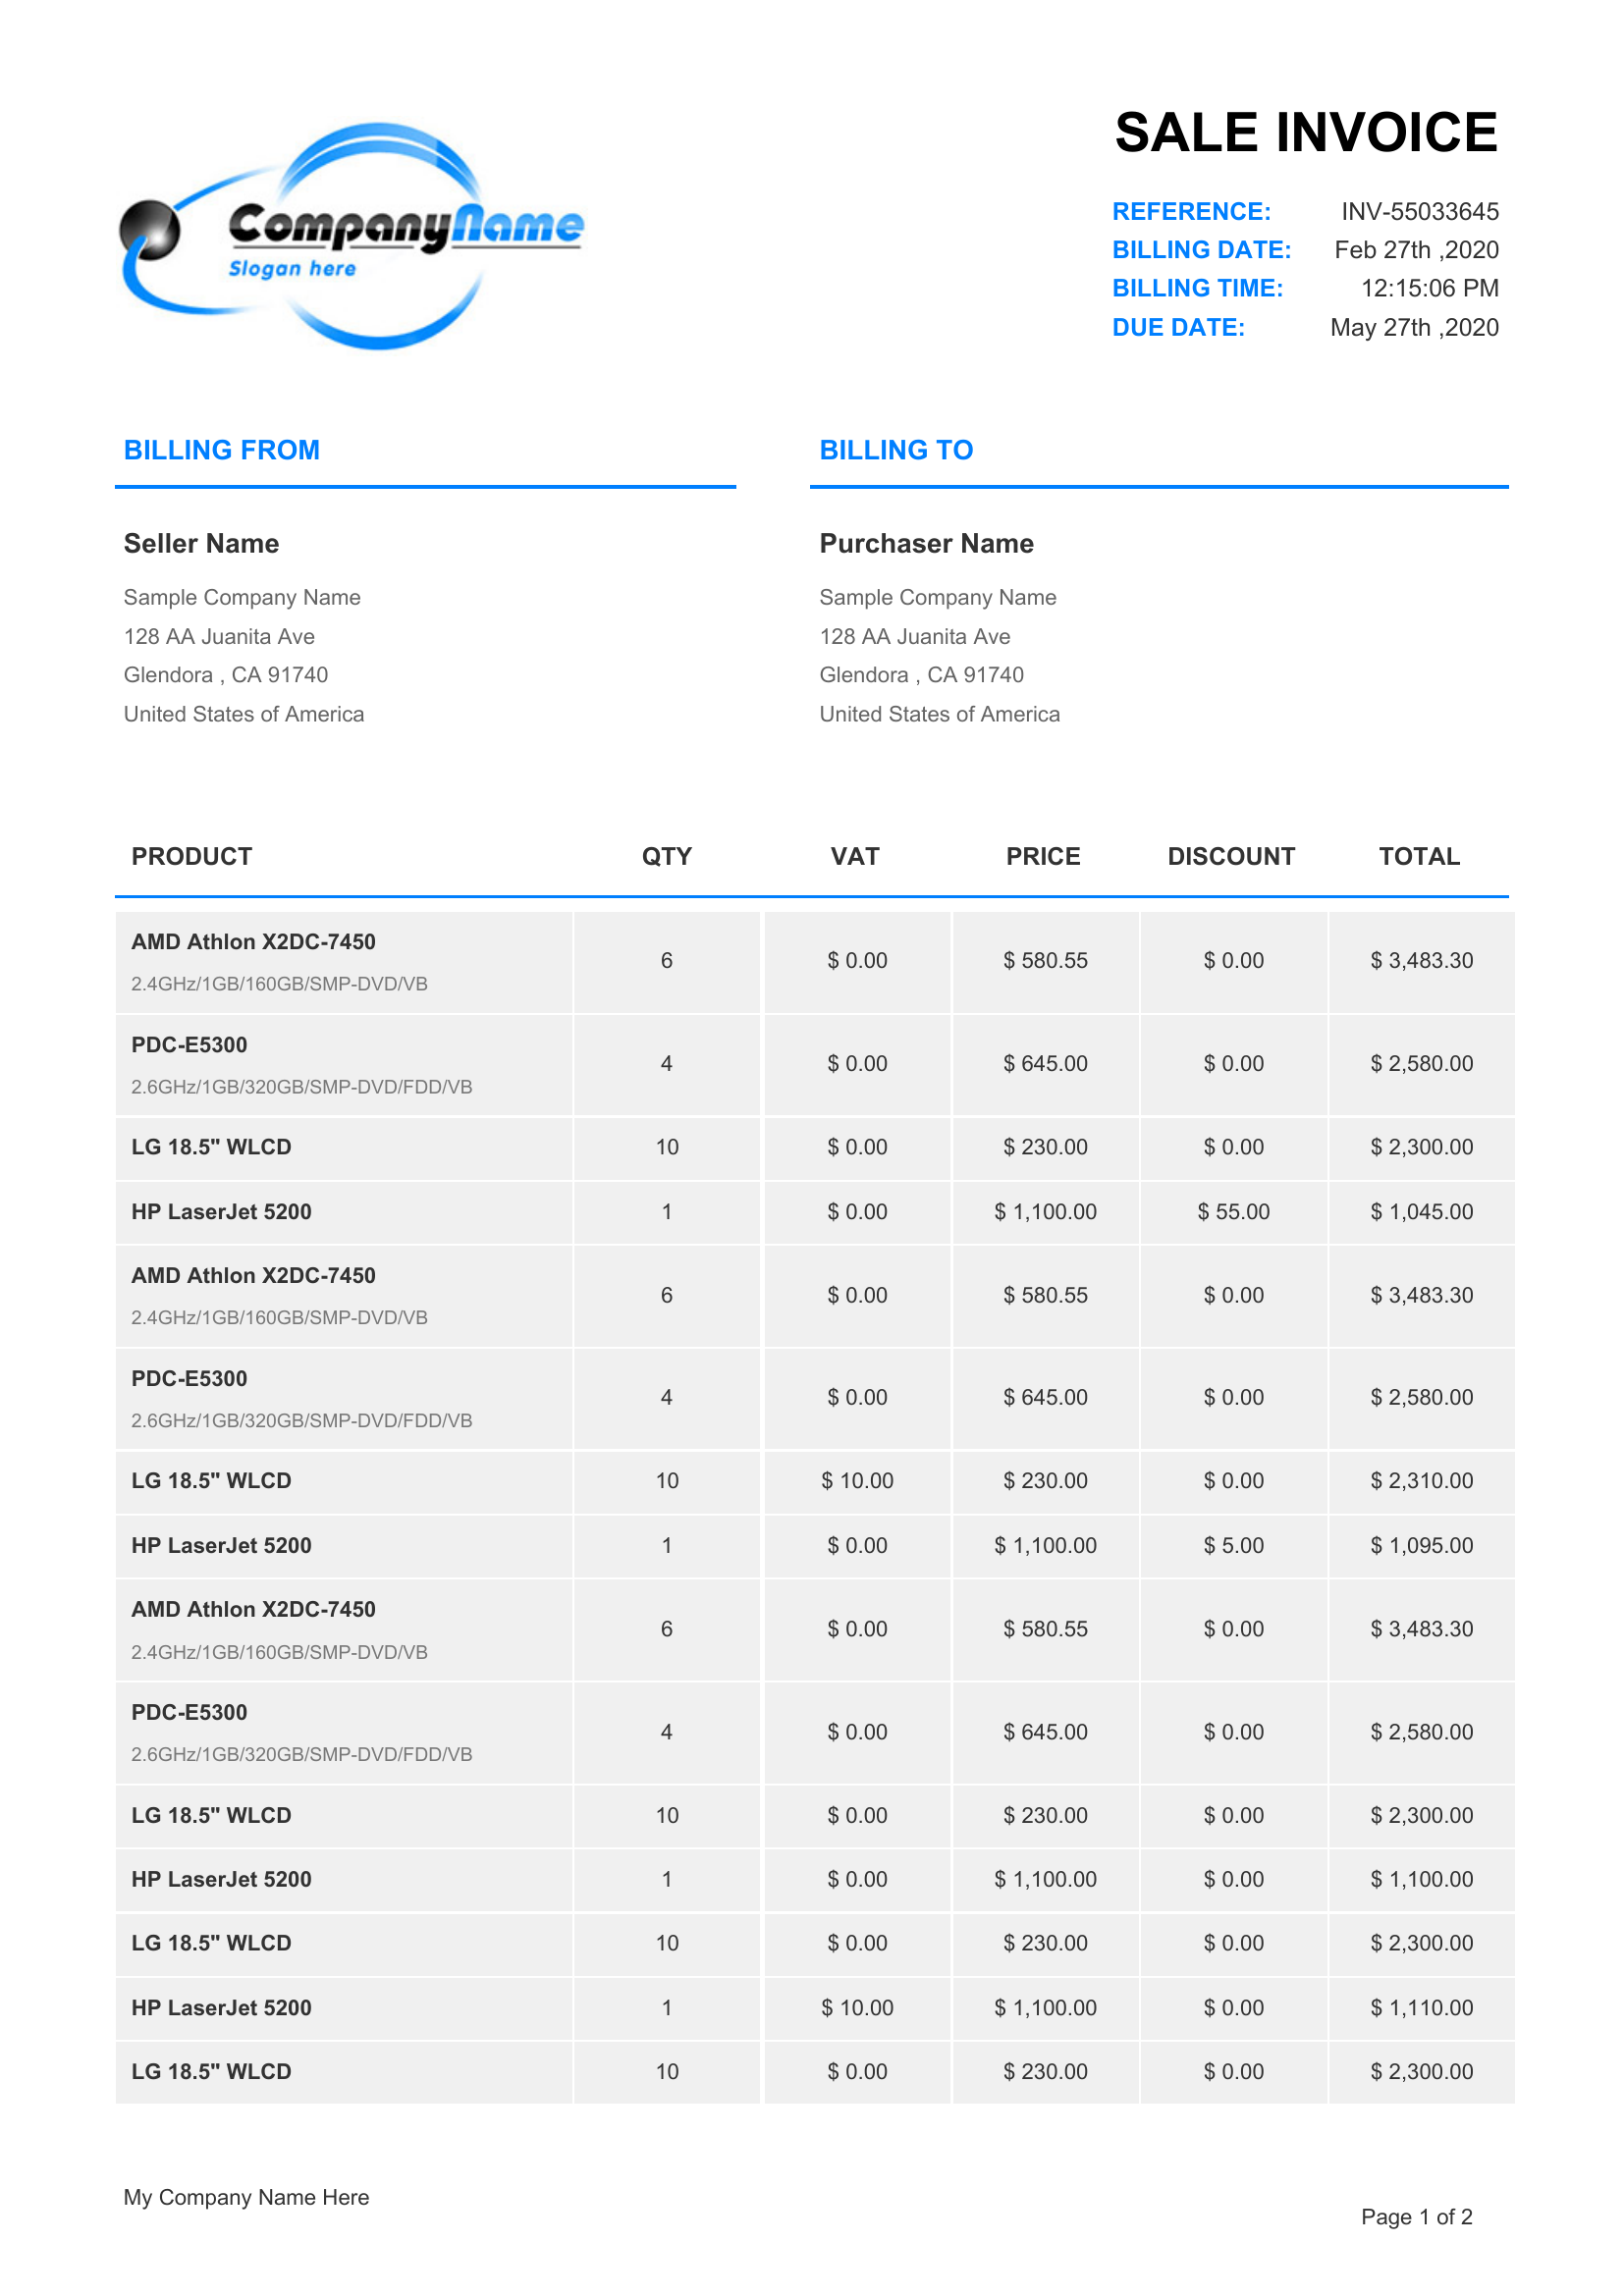 CompanyName
Slogan here
SALE INVOICE
REFERENCE: INV-55033645
BILLING DATE: Feb 27th ,2020
BILLING TIME: 12:15:06 PM
DUE DATE: May 27th ,2020
BILLING FROM BILLING TO
Seller Name Purchaser Name
Sample Company Name Sample Company Name
128 AA Juanita Ave 128 AA Juanita Ave
Glendora , CA 91740 Glendora , CA 91740
United States of America United States of America
PRODUCT QTY VAT PRICE DISCOUNT TOTAL
AMD Athlon X2DC-7450
2.4GHz/1GB/160GB/SMP-DVD/VB
6 $ 0.00 $ 580.55 $ 0.00 $ 3,483.30
PDC-E5300
2.6GHz/1GB/320GB/SMP-DVD/FDD/VB
4 $ 0.00 $ 645.00 $ 0.00 $ 2,580.00
LG 18.5" WLCD 10 $ 0.00 $ 230.00 $ 0.00 $ 2,300.00
HP LaserJet 5200 1 $ 0.00 $ 1,100.00 $ 55.00 $ 1,045.00
AMD Athlon X2DC-7450
2.4GHz/1GB/160GB/SMP-DVD/VB
6 $ 0.00 $ 580.55 $ 0.00 $ 3,483.30
PDC-E5300
2.6GHz/1GB/320GB/SMP-DVD/FDD/VB
4 $ 0.00 $ 645.00 $ 0.00 $ 2,580.00
LG 18.5" WLCD 10 $ 10.00 $ 230.00 $ 0.00 $ 2,310.00
HP LaserJet 5200 1 $ 0.00 $ 1,100.00 $ 5.00 $ 1,095.00
AMD Athlon X2DC-7450
2.4GHz/1GB/160GB/SMP-DVD/VB
6 $ 0.00 $ 580.55 $ 0.00 $ 3,483.30
PDC-E5300
2.6GHz/1GB/320GB/SMP-DVD/FDD/VB
4 $ 0.00 $ 645.00 $ 0.00 $ 2,580.00
LG 18.5" WLCD 10 $ 0.00 $ 230.00 $ 0.00 $ 2,300.00
HP LaserJet 5200 1 $ 0.00 $ 1,100.00 $ 0.00 $ 1,100.00
LG 18.5" WLCD 10 $ 0.00 $ 230.00 $ 0.00 $ 2,300.00
HP LaserJet 5200 1 $ 10.00 $ 1,100.00 $ 0.00 $ 1,110.00
LG 18.5" WLCD 10 $ 0.00 $ 230.00 $ 0.00 $ 2,300.00
My Company Name Here
Page 1 of 2